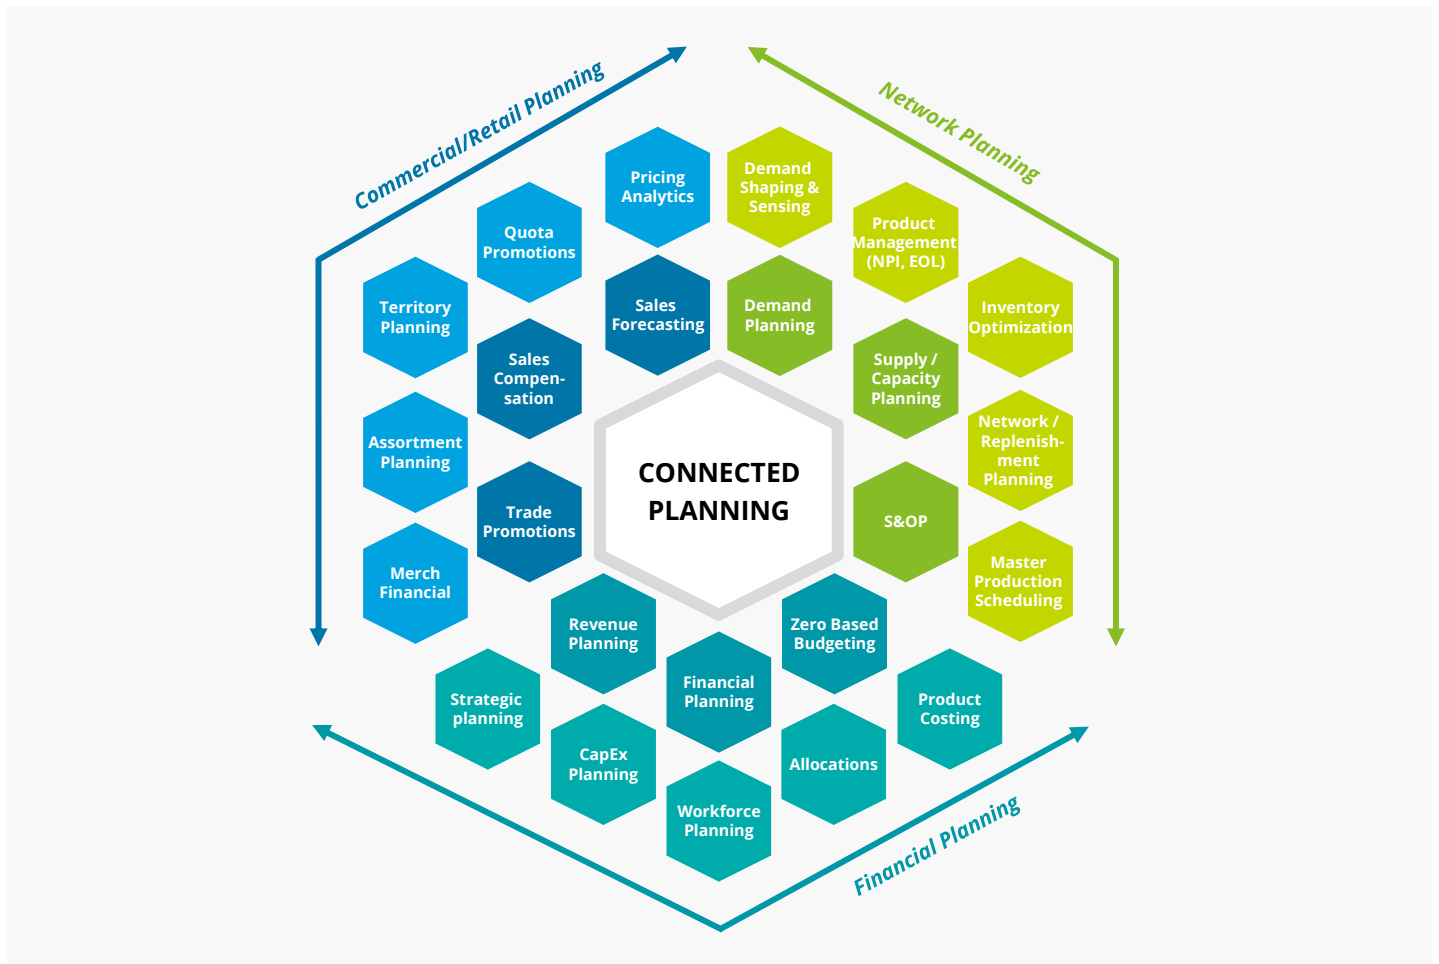 Commercial/Retail Planning
Network Planning
Pricing
Analytics
Demand
Shaping &
Sensing
Quota
Promotions
Product
Management
(NPI, EOL)
Territory
Planning
Sales
Forecasting
Demand
Planning
Inventory
Optimization
Sales
Compen-
sation
Supply /
Capacity
Planning
Assortment
Planning
Network /
Replenish-
ment
Planning
CONNECTED
PLANNING
Trade
Promotions
S&OP
Merch
Financial
Master
Production
Scheduling
Revenue
Planning
Zero Based
Budgeting
Financial
Planning
Strategic
planning
Product
Costing
CapEx
Planning
Allocations
Workforce
Planning
Financial Planning